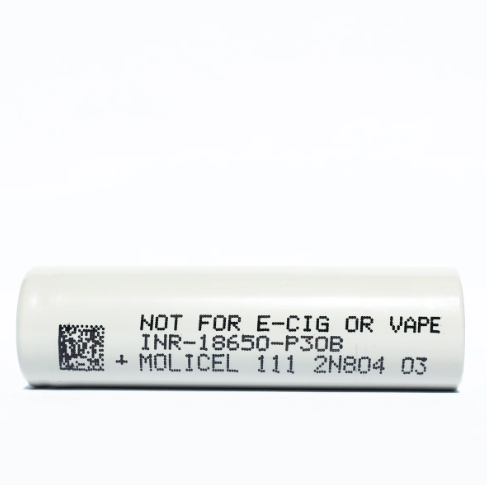 NOT FOR E-CIG OR VAPE
INR-18650-P30B
+ MOLICEL 111 2N804 03